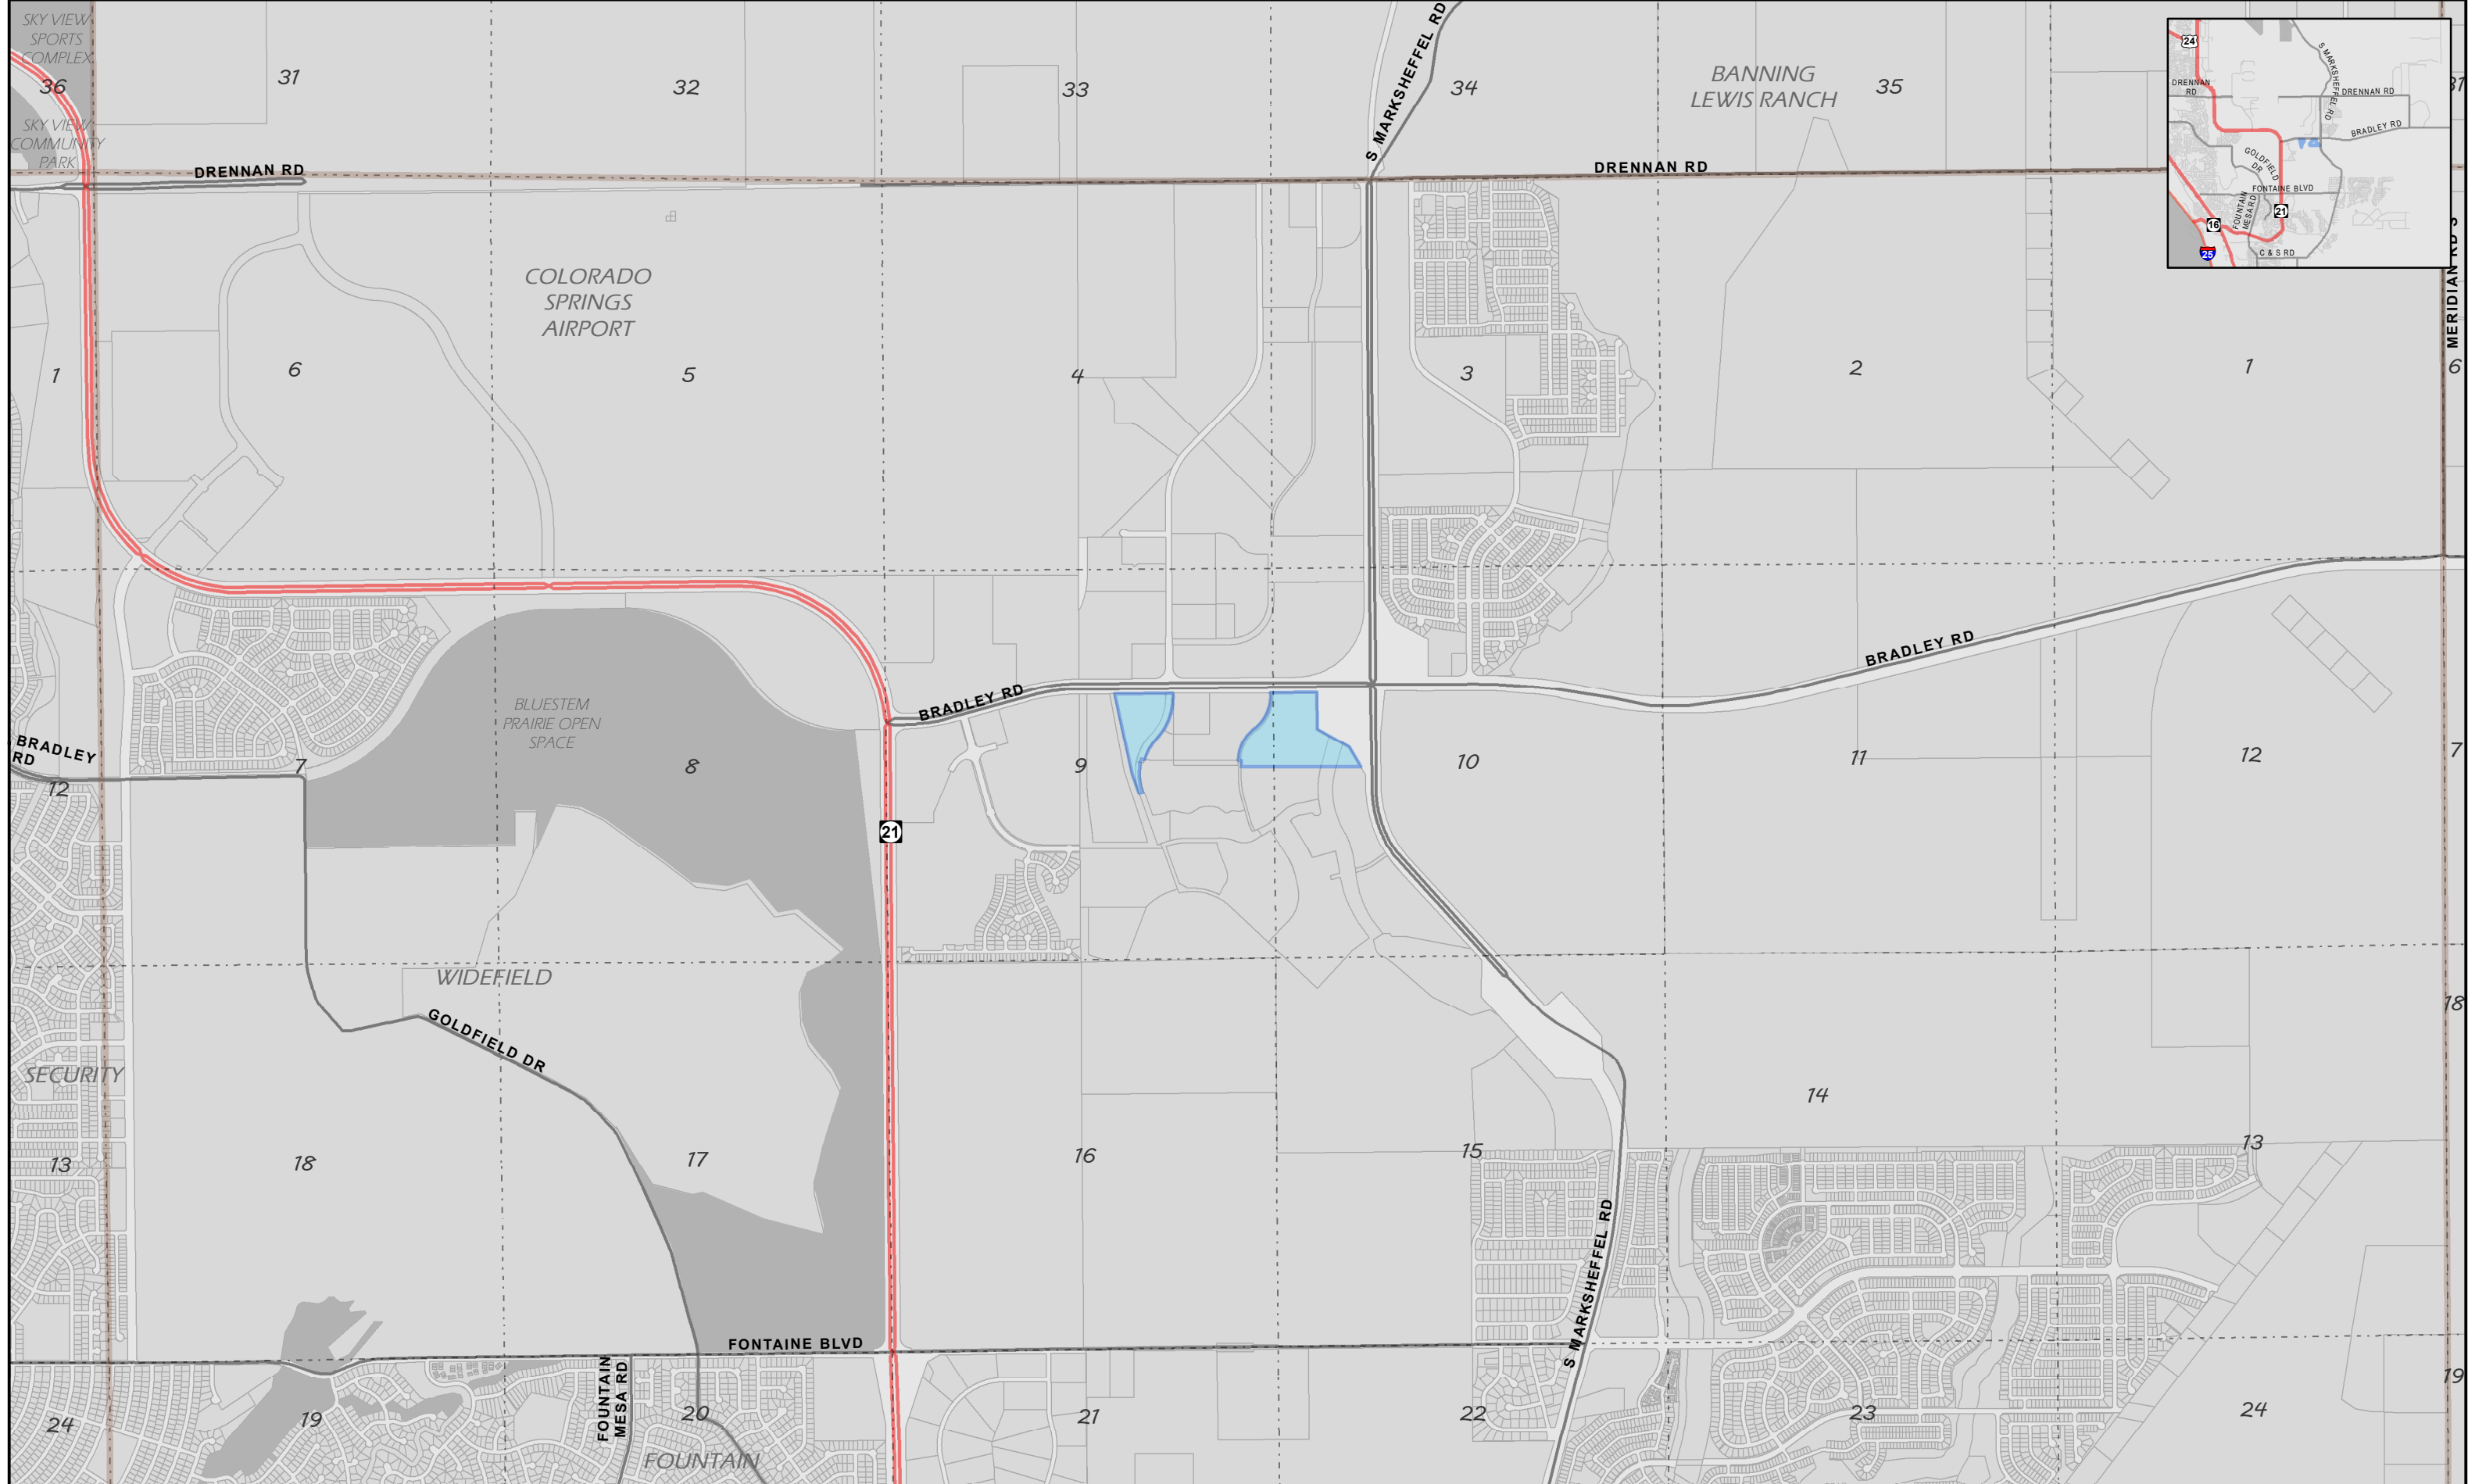 SKY VIEW
SPORTS
COMPLEX
36
31
32
33
34
35
31
S MARKSHEFFEL RD
BANNING
LEWIS RANCH
SKY VIEW
COMMUNITY
PARK
DRENNAN RD
DRENNAN RD
24
DRENNAN
RD
S MARKSHEFFEL RD
DRENNAN RD
BRADLEY RD
GOLDFIELD
DR
FONTAINE BLVD
FOUNTAIN
MESA RD
21
16
25
C & S RD
MERIDIAN RD S
COLORADO
SPRINGS
AIRPORT
1
6
5
4
3
2
1
6
BRADLEY RD
BRADLEY RD
BLUESTEM
PRAIRIE OPEN
SPACE
BRADLEY
RD
12
7
8
9
10
11
12
7
21
WIDEFIELD
GOLDFIELD DR
SECURITY
18
14
13
18
17
16
15
13
S MARKSHEFFEL RD
FONTAINE BLVD
FOUNTAIN
MESA RD
24
19
20
21
22
23
24
19
FOUNTAIN